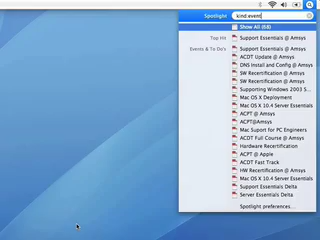 Spotlight kind:event
Show All (68)
Top Hit Support Essentials @ Amsys
Events & To Do's Support Essentials @ Amsys
ACDT Update @ Amsys
DNS Install and Config @ Amsys
SW Recertification @ Amsys
SW Recertification @ Amsys
Supporting Windows 2003 S...
Mac OS X Deployment
Mac OS X 10.4 Server Essentials
ACPT @ Amsys
ACPT@Amsys
Mac Suport for PC Engineers
ACDT Full Course @ Amsys
Hardware Recertification
ACPT @ Apple
ACDT Fast Track
HW Recertification @ Amsys
Mac OS X 10.4 Server Essentials
Support Essentials Delta
Server Essentials Delta
Spotlight preferences...